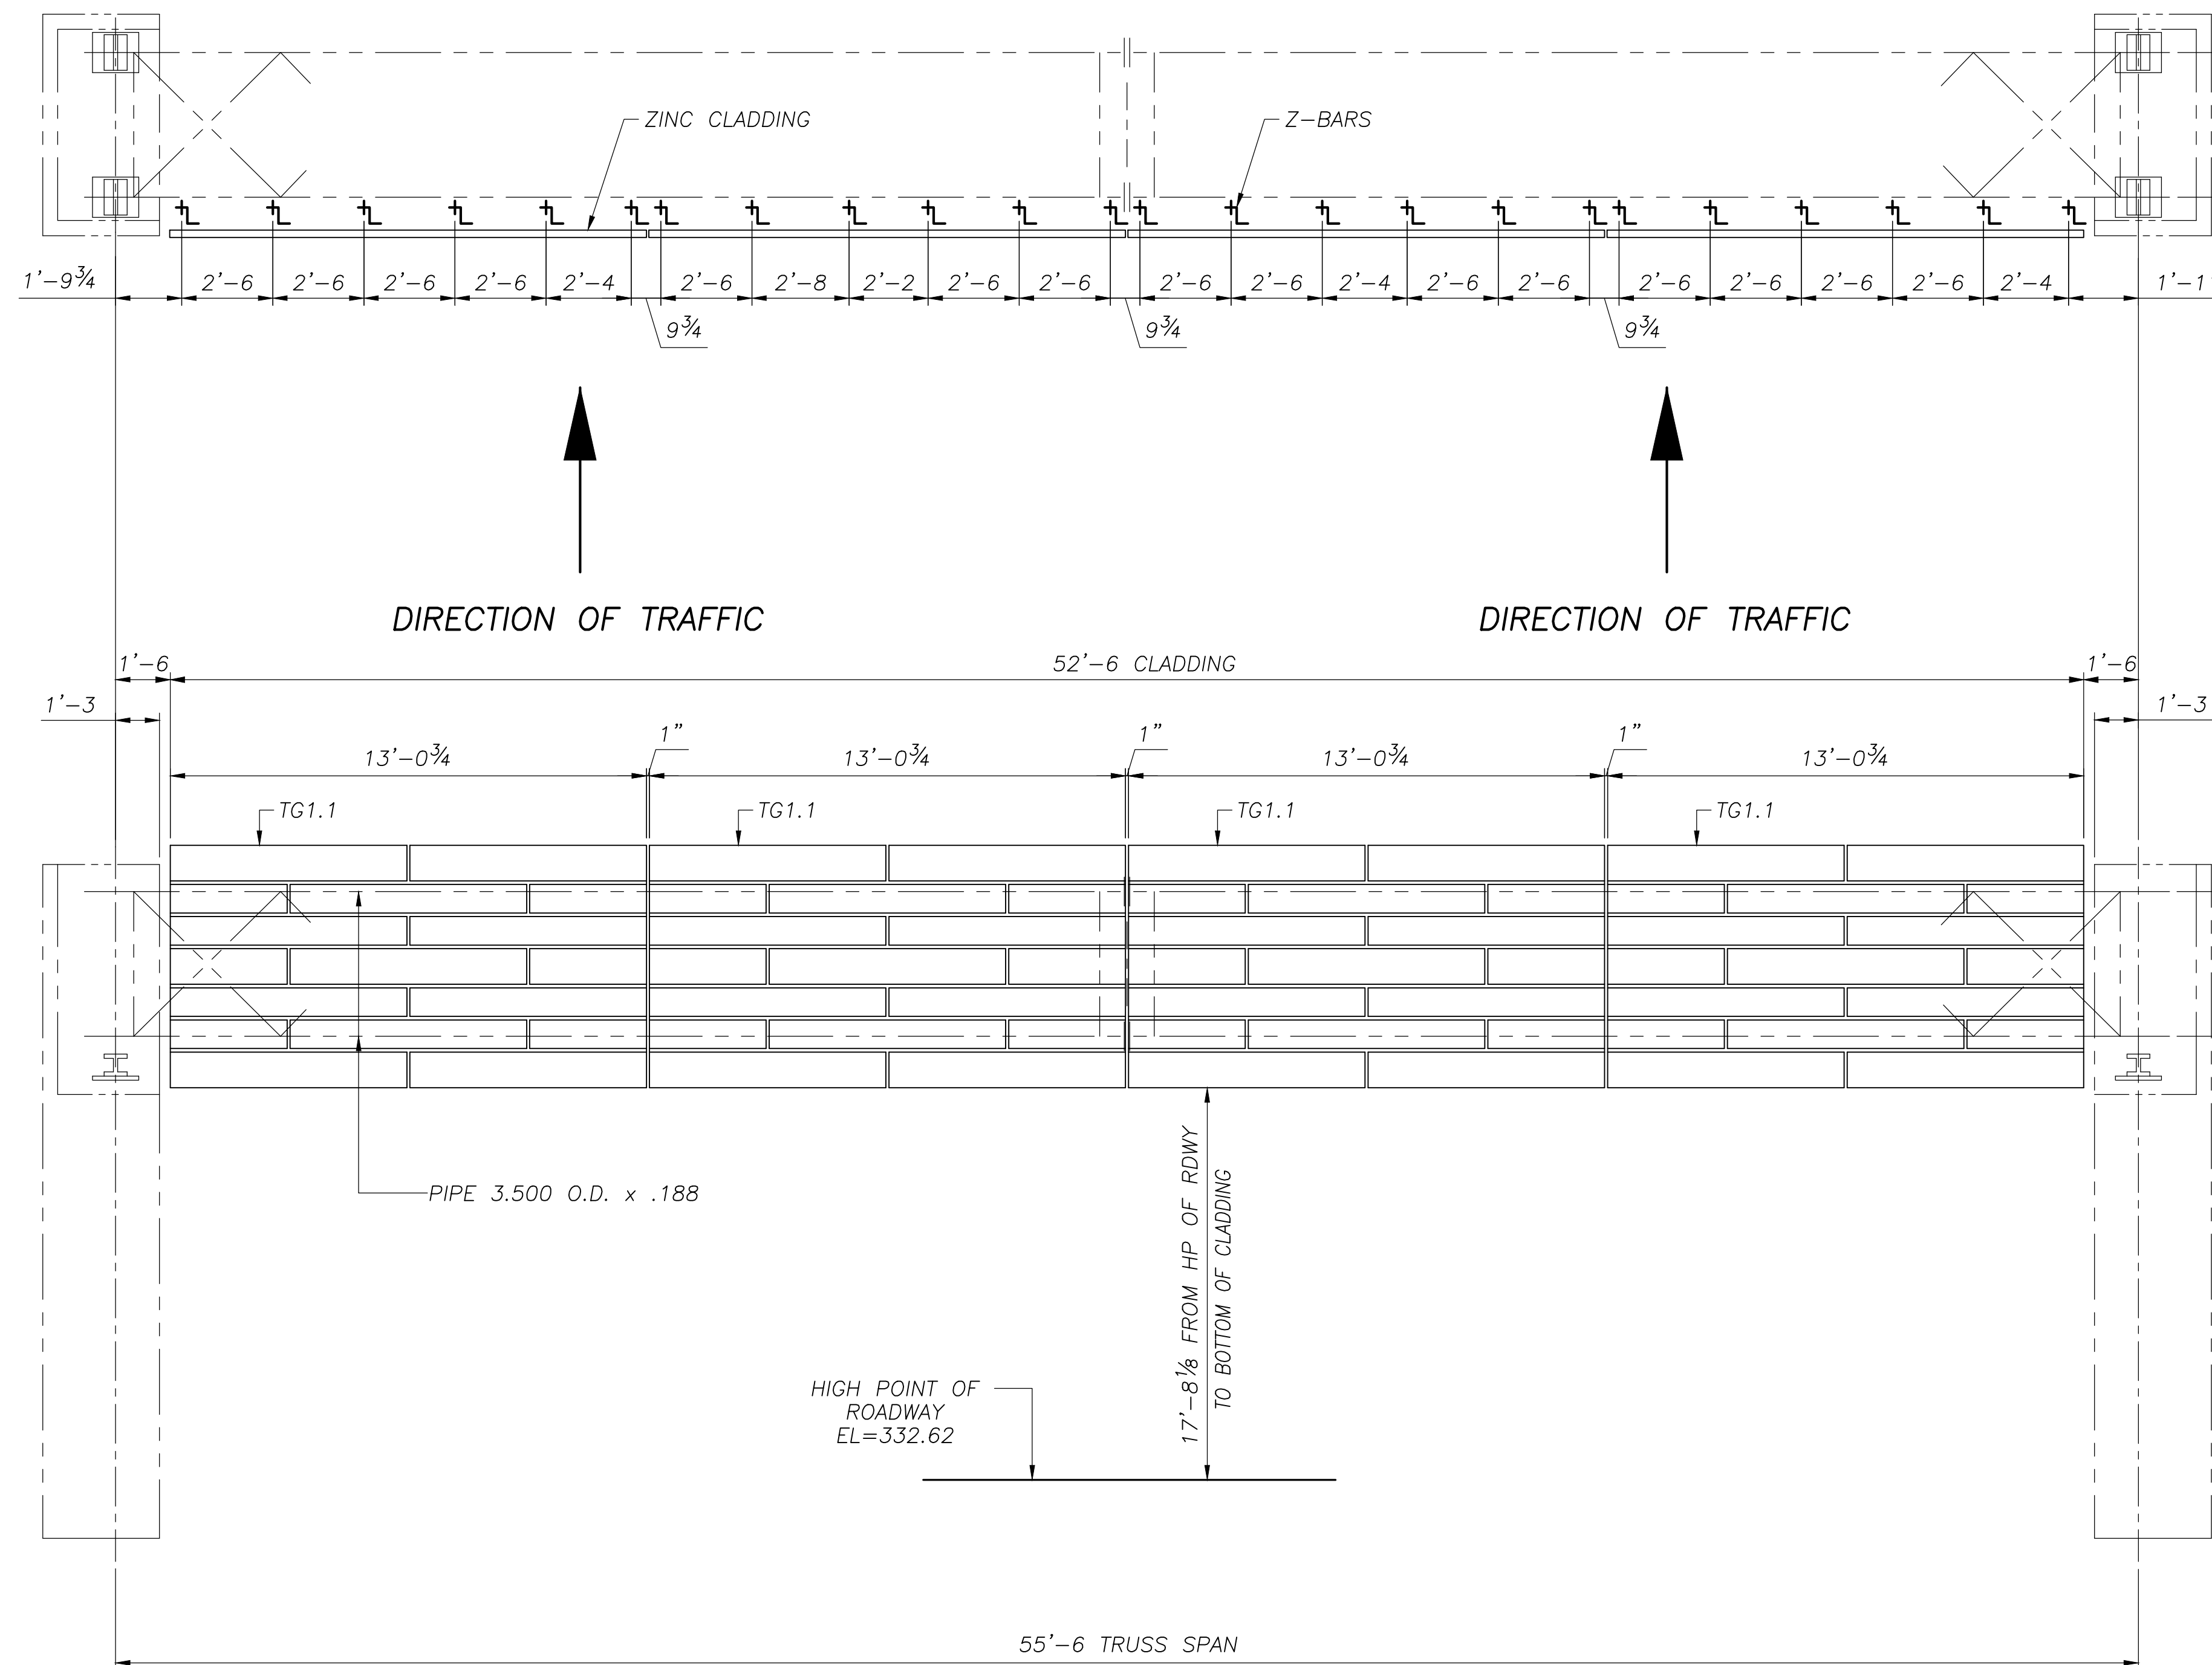 ZINC CLADDING
Z-BARS
1'-9¾
2'-6
2'-6
2'-6
2'-6
2'-4
2'-6
2'-8
2'-2
2'-6
2'-6
2'-6
2'-6
2'-4
2'-6
2'-6
2'-6
2'-6
2'-6
2'-6
2'-4
9¾
9¾
9¾
DIRECTION OF TRAFFIC
DIRECTION OF TRAFFIC
1'-6
52'-6 CLADDING
1'-6
1'-3
1'-3
1"
1"
1"
13'-0¾
13'-0¾
13'-0¾
13'-0¾
TG1.1
TG1.1
TG1.1
TG1.1
PIPE 3.500 O.D. x .188
17'-8⅛ FROM HP OF RDWY
TO BOTTOM OF CLADDING
HIGH POINT OF
ROADWAY
EL=332.62
55'-6 TRUSS SPAN